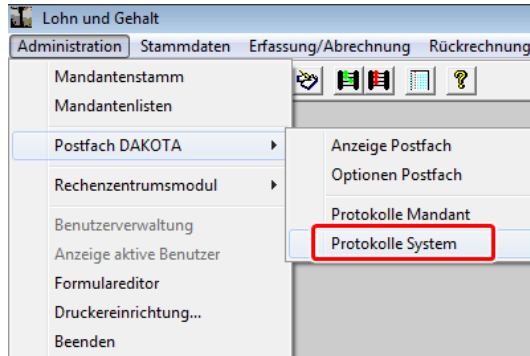 Lohn und Gehalt
Administration Stammdaten Erfassung/Abrechnung Rückrechnung
Mandantenstamm
Mandantenlisten
Postfach DAKOTA
Anzeige Postfach
Optionen Postfach
Rechenzentrumsmodul
Protokolle Mandant
Protokolle System
Benutzerverwaltung
Anzeige aktive Benutzer
Formulareditor
Druckereinrichtung...
Beenden